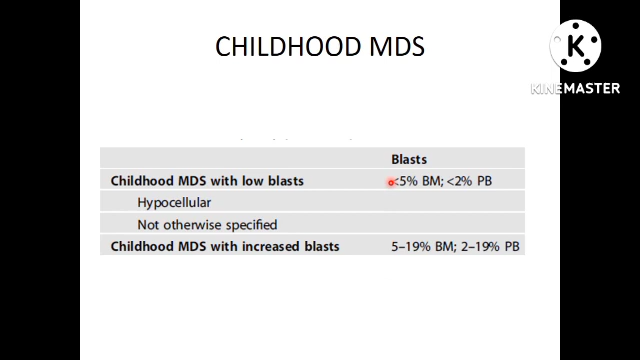 CHILDHOOD MDS
K
KINEMASTER
Blasts
Childhood MDS with low blasts <5% BM; <2% PB
Hypocellular
Not otherwise specified
Childhood MDS with increased blasts 5–19% BM; 2–19% PB